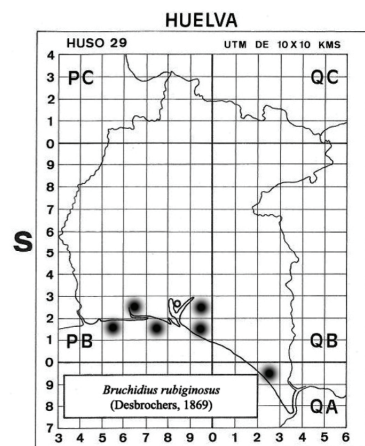 HUELVA
HUSO 29 UTM DE 10 X 10 KMS
4
PC QC
3
2
1
0
9
8
7
6
5
S
4
3
2
1
PB QB
0
9
Bruchidius rubiginosus
(Desbrochers, 1869)
8
QA
7
3 4 5 6 7 8 9 0 1 2 3 4 5 6